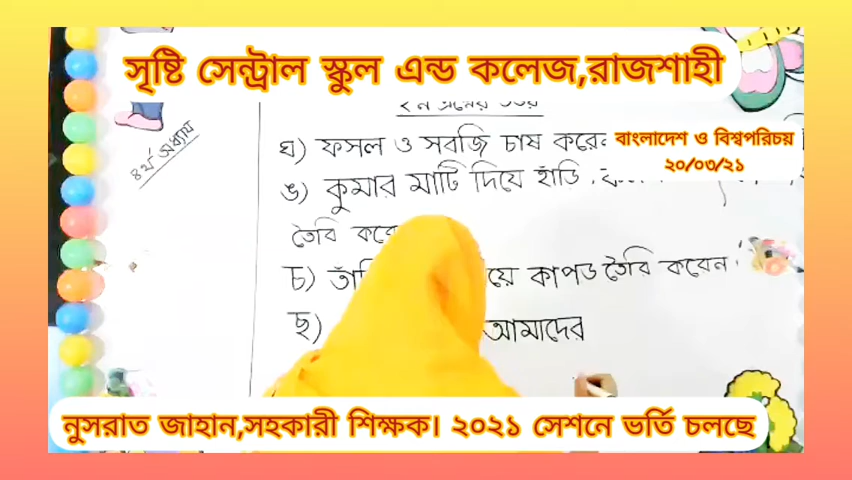 সৃষ্টি সেন্ট্রাল স্কুল এন্ড কলেজ,রাজশাহী
৪র্থ অধ্যায়
ঘ) ফসল ও সবজি চাষ করেন
বাংলাদেশ ও বিশ্বপরিচয়
২০/০৩/২১
ঙ) কুমার মাটি দিয়ে হাঁড়ি
তৈরি
চ) কাপড় তৈরি করেন।
ছ) আমাদের
নুসরাত জাহান,সহকারী শিক্ষক। ২০২১ সেশনে ভর্তি চলছে